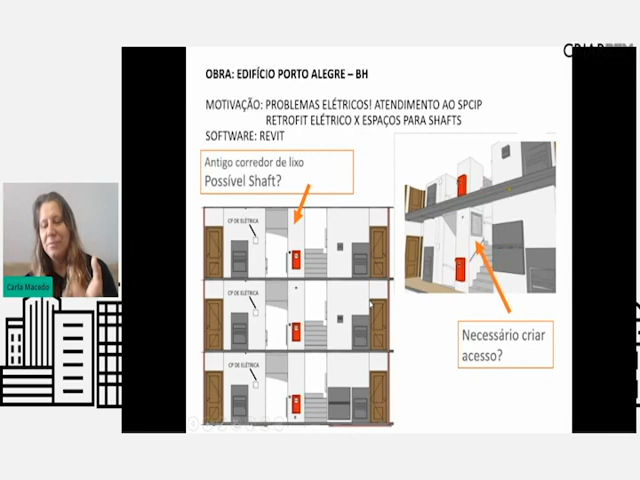 OBRA: EDIFÍCIO PORTO ALEGRE – BH
MOTIVAÇÃO: PROBLEMAS ELÉTRICOS! ATENDIMENTO AO SPCIP
RETROFIT ELÉTRICO X ESPAÇOS PARA SHAFTS
SOFTWARE: REVIT
Antigo corredor de lixo
Possível Shaft?
CP DE ELÉTRICA
CP DE ELÉTRICA
CP DE ELÉTRICA
Necessário criar
acesso?
Carla Macedo